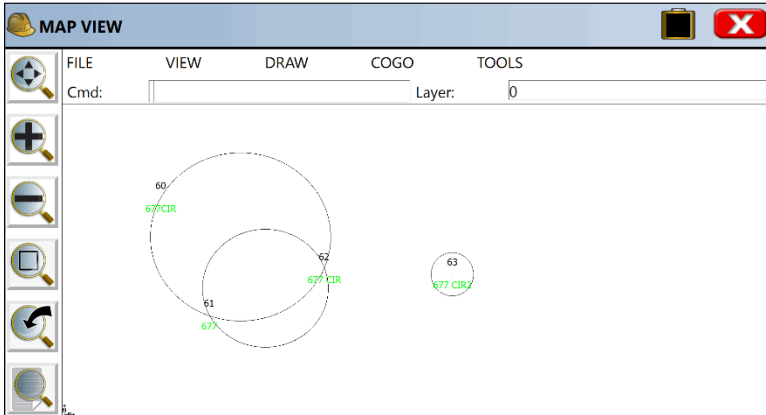 MAP VIEW
FILE VIEW DRAW COGO TOOLS
Cmd: Layer: 0
60
677CIR
62
677 CIR
63
677 CIR2
61
677